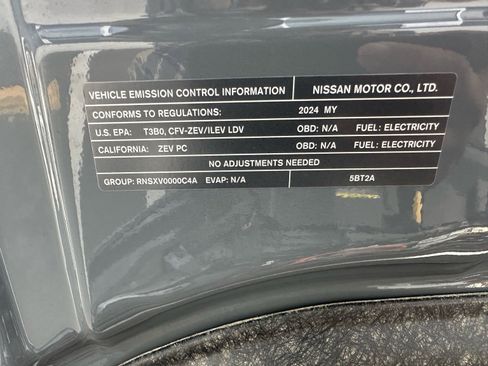 VEHICLE EMISSION CONTROL INFORMATION NISSAN MOTOR CO., LTD.
CONFORMS TO REGULATIONS: 2024 MY
U.S. EPA: T3B0, CFV-ZEV/ILEV LDV OBD: N/A FUEL: ELECTRICITY
CALIFORNIA: ZEV PC OBD: N/A FUEL: ELECTRICITY
NO ADJUSTMENTS NEEDED
GROUP: RNSXV0000C4A EVAP: N/A 5BT2A